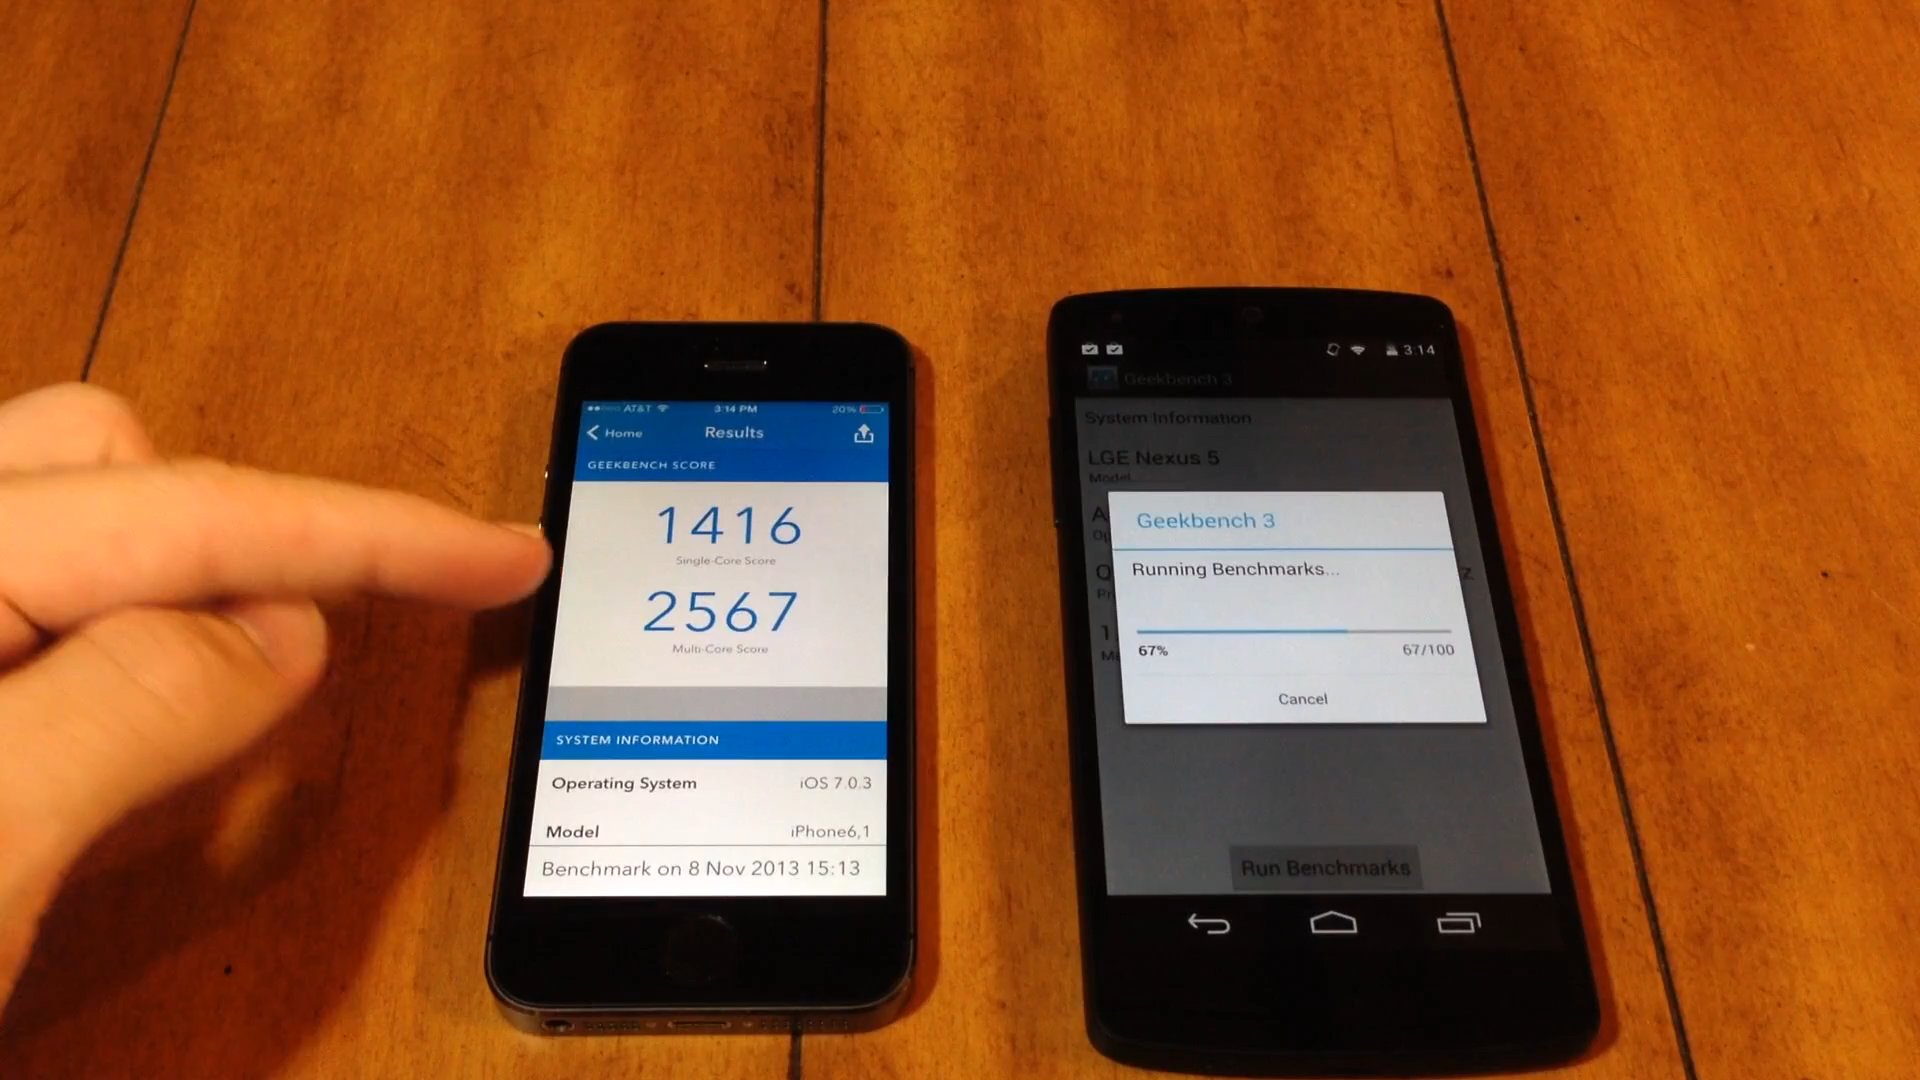 AT&T 3:14 PM 20%
Home Results
GEEKBENCH SCORE
1416
Single-Core Score
2567
Multi-Core Score
SYSTEM INFORMATION
Operating System iOS 7.0.3
Model iPhone6,1
Benchmark on 8 Nov 2013 15:13
3:14
Geekbench 3
System Information
LGE Nexus 5
Model
Geekbench 3
Running Benchmarks...
67% 67/100
Cancel
Run Benchmarks